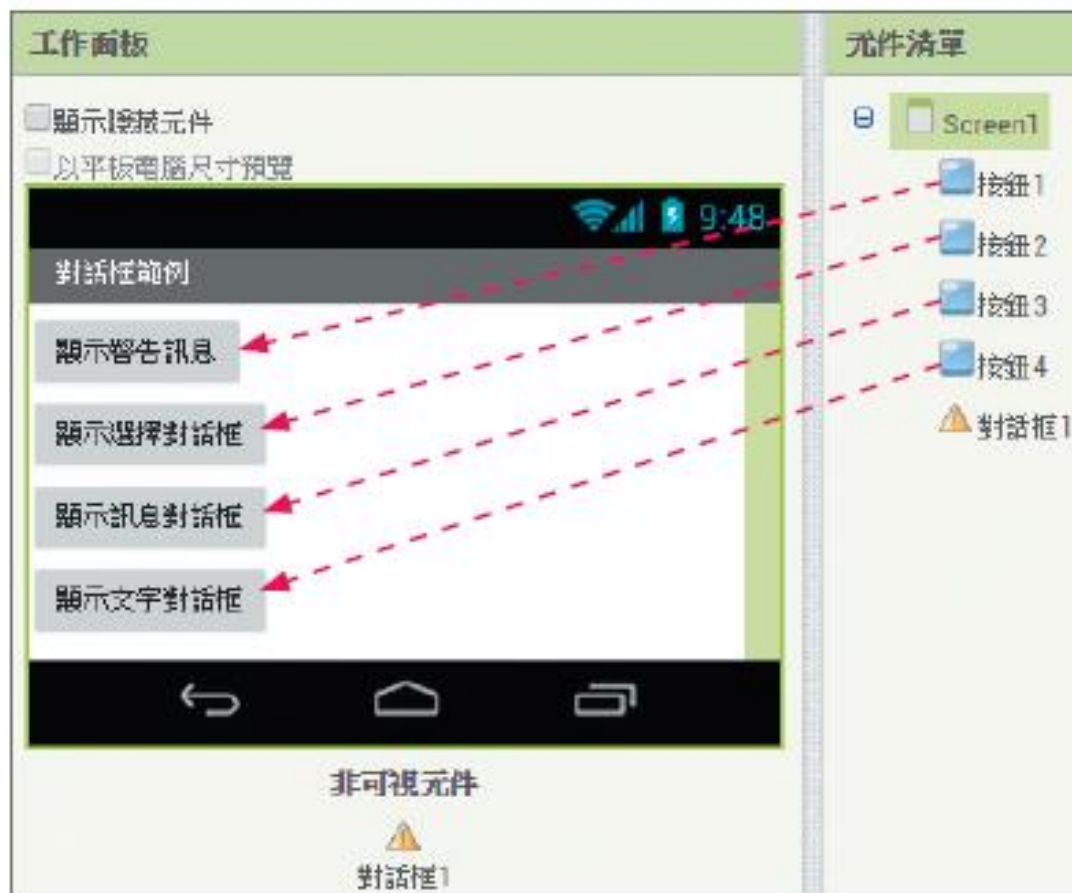 工作面板
顯示隱藏元件
以平板電腦尺寸預覽
9:48
對話框範例
顯示警告訊息
顯示選擇對話框
顯示訊息對話框
顯示文字對話框
非可視元件
對話框1
元件清單
Screen1
按鈕1
按鈕2
按鈕3
按鈕4
對話框1